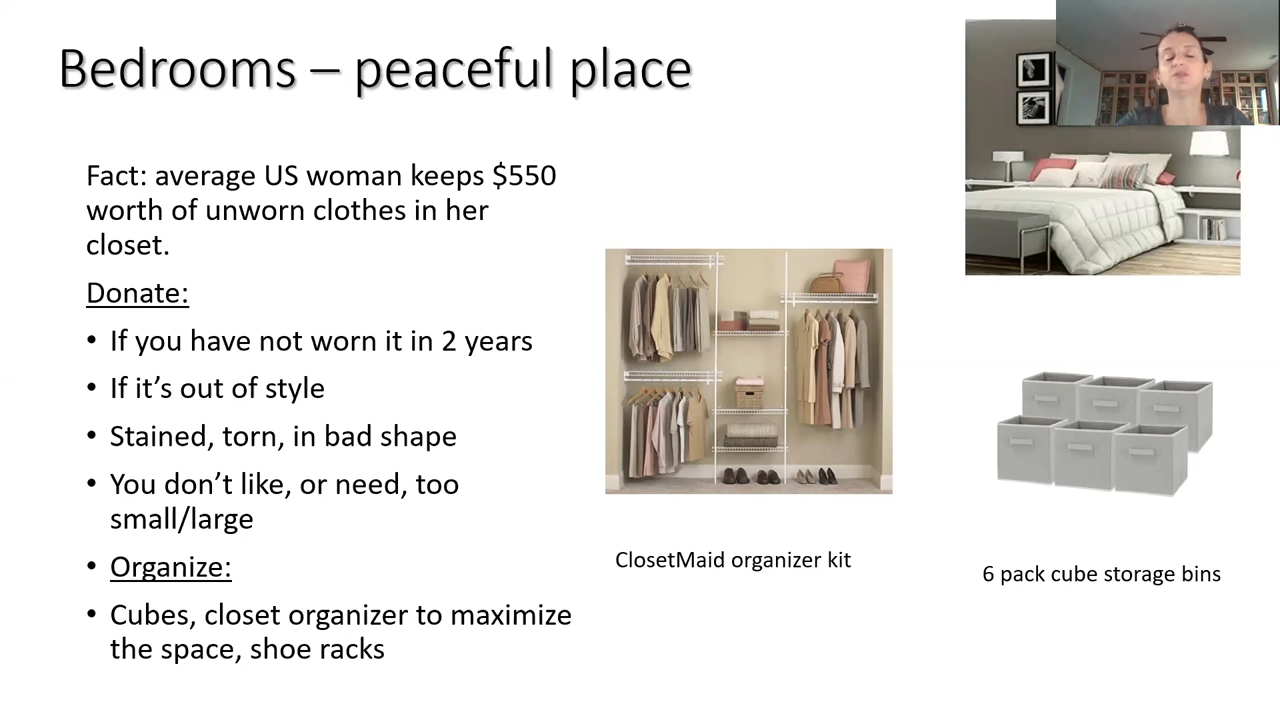 Bedrooms – peaceful place
Fact: average US woman keeps $550
worth of unworn clothes in her
closet.
Donate:
• If you have not worn it in 2 years
• If it’s out of style
• Stained, torn, in bad shape
• You don’t like, or need, too
small/large
• Organize:
• Cubes, closet organizer to maximize
the space, shoe racks
ClosetMaid organizer kit
6 pack cube storage bins